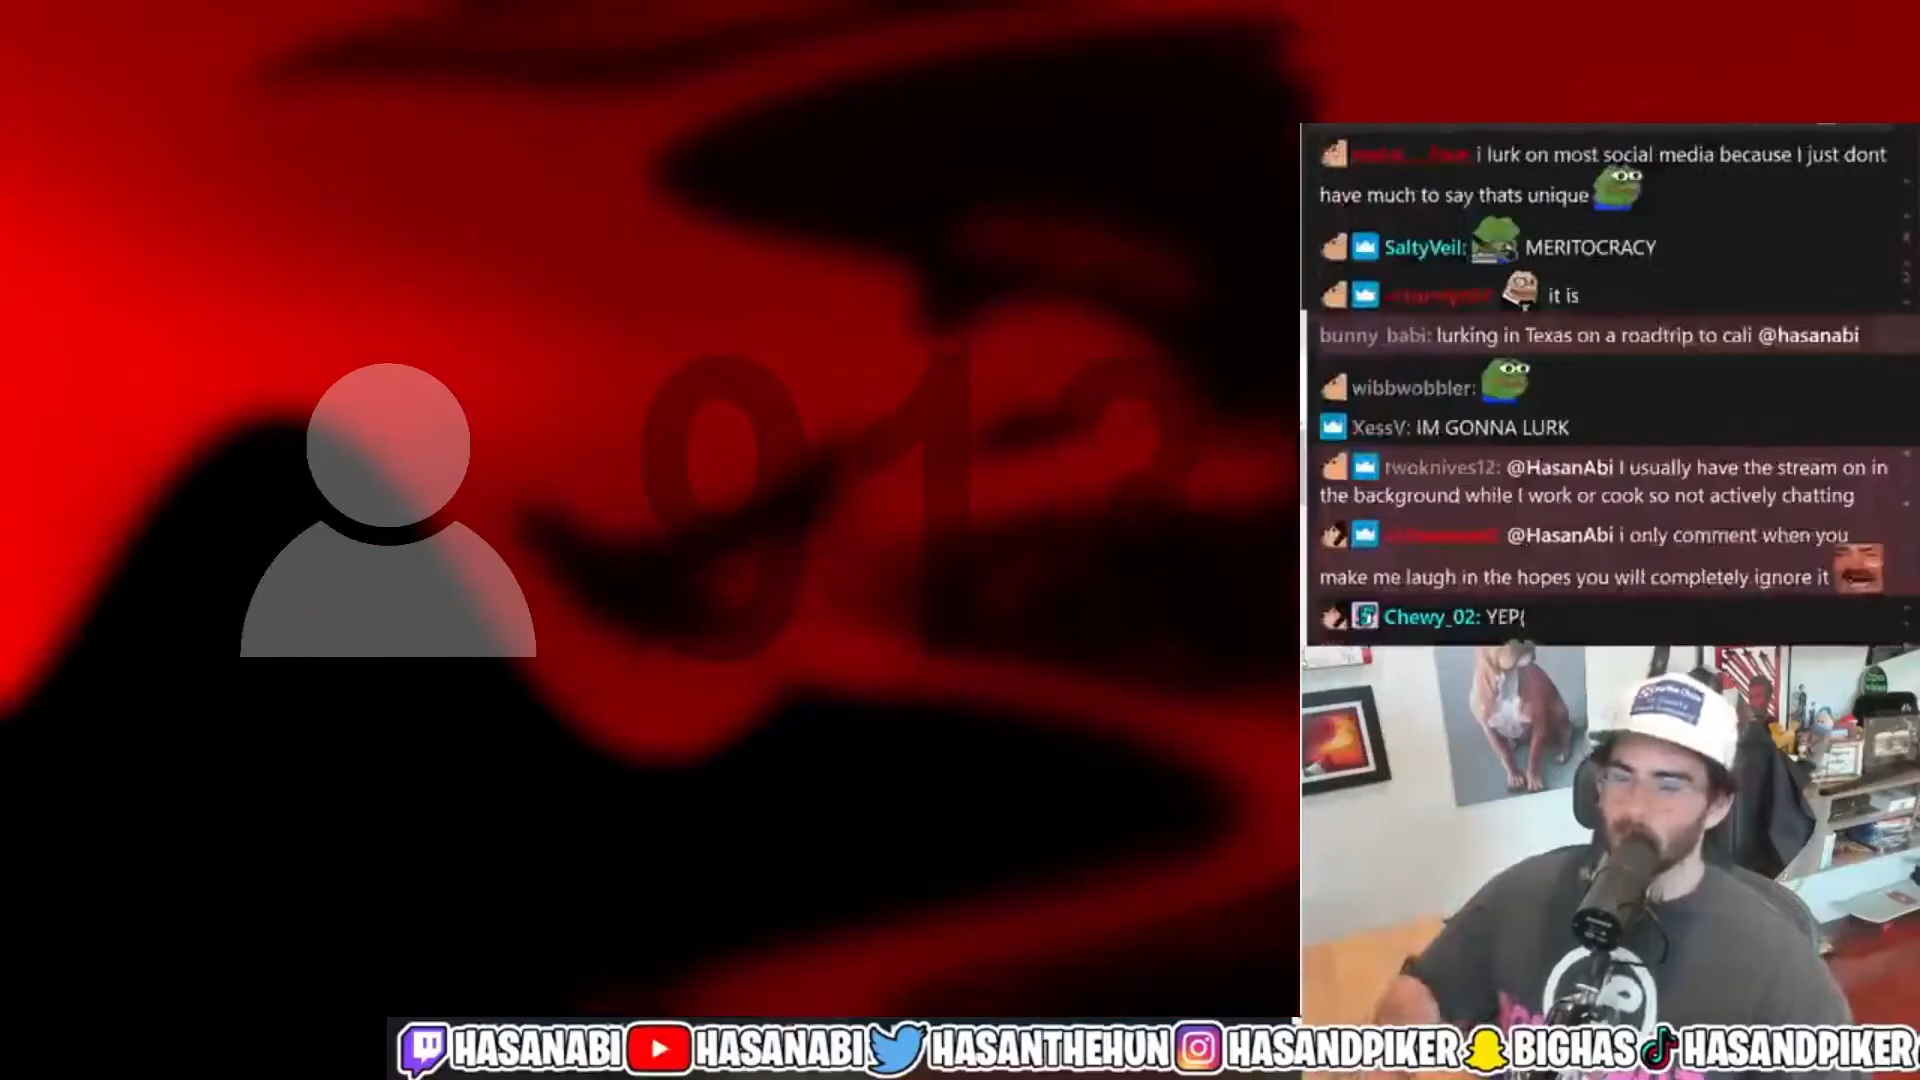 912
i lurk on most social media because I just dont
have much to say thats unique
SaltyVeil: MERITOCRACY
it is
bunny_babi: lurking in Texas on a roadtrip to cali @hasanabi
wibbwobbler:
XessV: IM GONNA LURK
rwoknives12: @HasanAbi I usually have the stream on in
the background while I work or cook so not actively chatting
@HasanAbi i only comment when you
make me laugh in the hopes you will completely ignore it
Chewy_02: YEP(
HASANABI HASANABI HASANTHEHUN HASANDPIKER BIGHAS HASANDPIKER